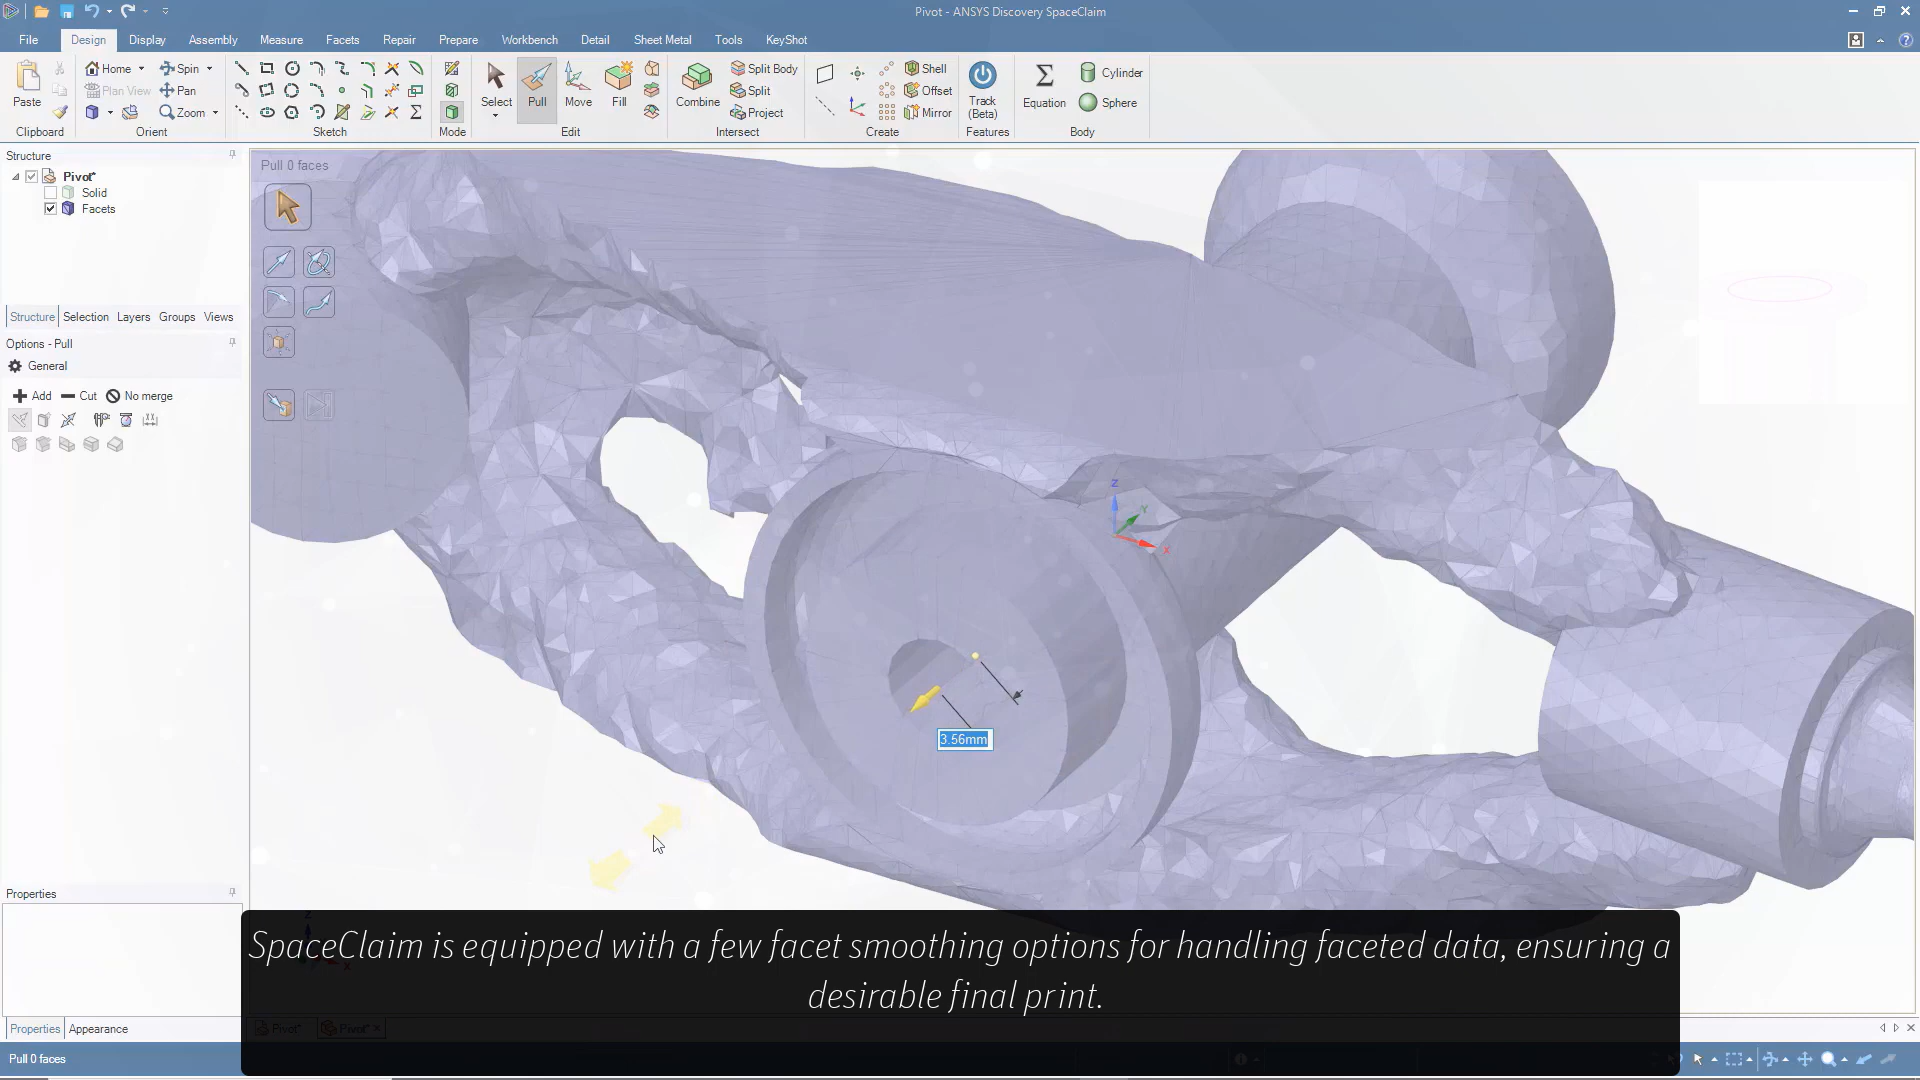 Pivot - ANSYS Discovery SpaceClaim
File Design Display Assembly Measure Facets Repair Prepare Workbench Detail Sheet Metal Tools KeyShot
Paste
Clipboard
Home Spin
Plan View Pan
Zoom
Orient
Sketch
Mode
Select Pull Move Fill
Edit
Combine
Split Body
Split
Project
Intersect
Shell
Offset
Mirror
Create
Track
(Beta)
Features
Equation
Cylinder
Sphere
Body
Structure
Pivot*
Solid
Facets
Structure Selection Layers Groups Views
Options - Pull
General
Add Cut No merge
Pull 0 faces
Z
Y
X
3.56mm
Properties
Properties Appearance
Pivot* Pivot*
Pull 0 faces
SpaceClaim is equipped with a few facet smoothing options for handling faceted data, ensuring a
desirable final print.